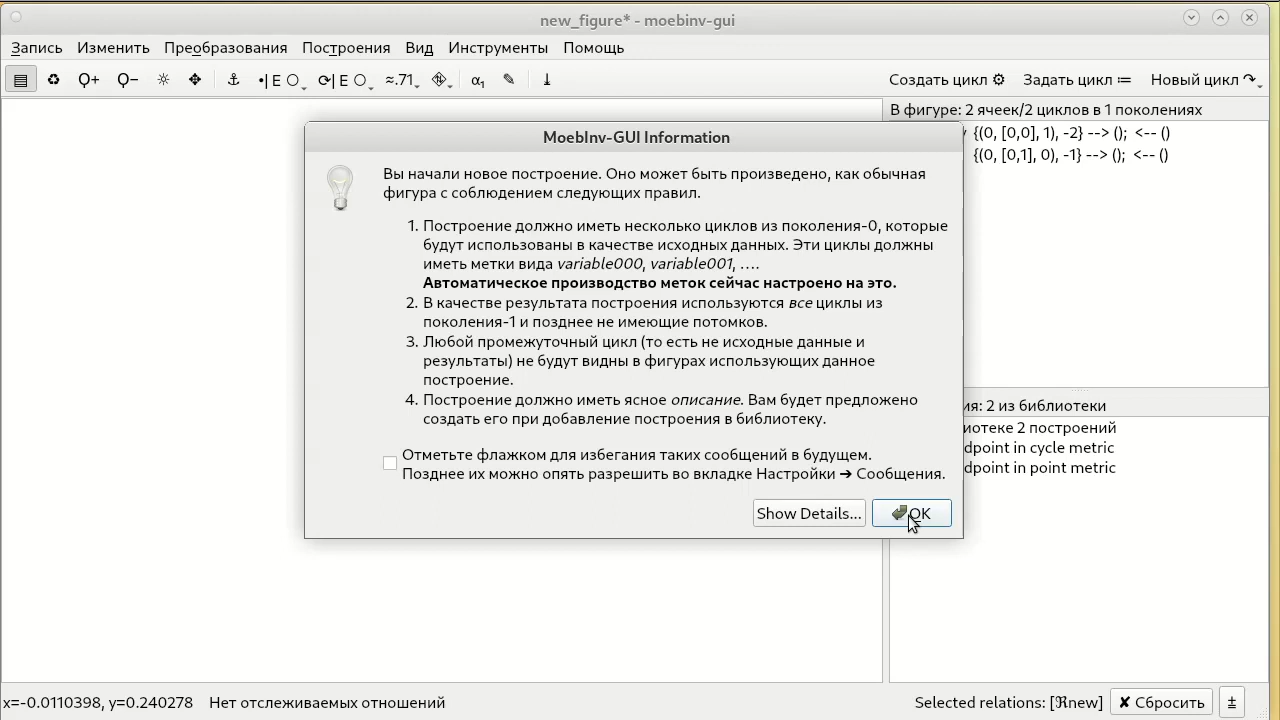 new_figure* - moebinv-gui
Запись Изменить Преобразования Построения Вид Инструменты Помощь
•| E ○ ⟳| E ○ ≈.71 α₁ Создать цикл Задать цикл Новый цикл
В фигуре: 2 ячеек/2 циклов в 1 поколениях
{(0, [0,0], 1), -2} --> (); <-- ()
{(0, [0,1], 0), -1} --> (); <-- ()
MoebInv-GUI Information
Вы начали новое построение. Оно может быть произведено, как обычная
фигура с соблюдением следующих правил.
1. Построение должно иметь несколько циклов из поколения-0, которые
будут использованы в качестве исходных данных. Эти циклы должны
иметь метки вида variable000, variable001, ….
Автоматическое производство меток сейчас настроено на это.
2. В качестве результата построения используются все циклы из
поколения-1 и позднее не имеющие потомков.
3. Любой промежуточный цикл (то есть не исходные данные и
результаты) не будут видны в фигурах использующих данное
построение.
4. Построение должно иметь ясное описание. Вам будет предложено
создать его при добавление построения в библиотеку.
Отметьте флажком для избегания таких сообщений в будущем.
Позднее их можно опять разрешить во вкладке Настройки ➔ Сообщения.
Show Details... OK
ия: 2 из библиотеки
иотеке 2 построений
dpoint in cycle metric
dpoint in point metric
x=-0.0110398, y=0.240278 Нет отслеживаемых отношений Selected relations: [ℜnew] ✘ Сбросить ±